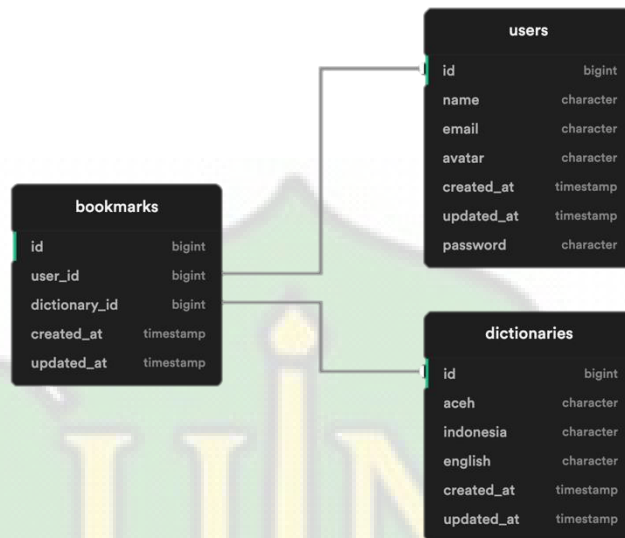 users
id bigint
name character
email character
avatar character
created_at timestamp
updated_at timestamp
password character
bookmarks
id bigint
user_id bigint
dictionary_id bigint
created_at timestamp
updated_at timestamp
dictionaries
id bigint
aceh character
indonesia character
english character
created_at timestamp
updated_at timestamp
UIN